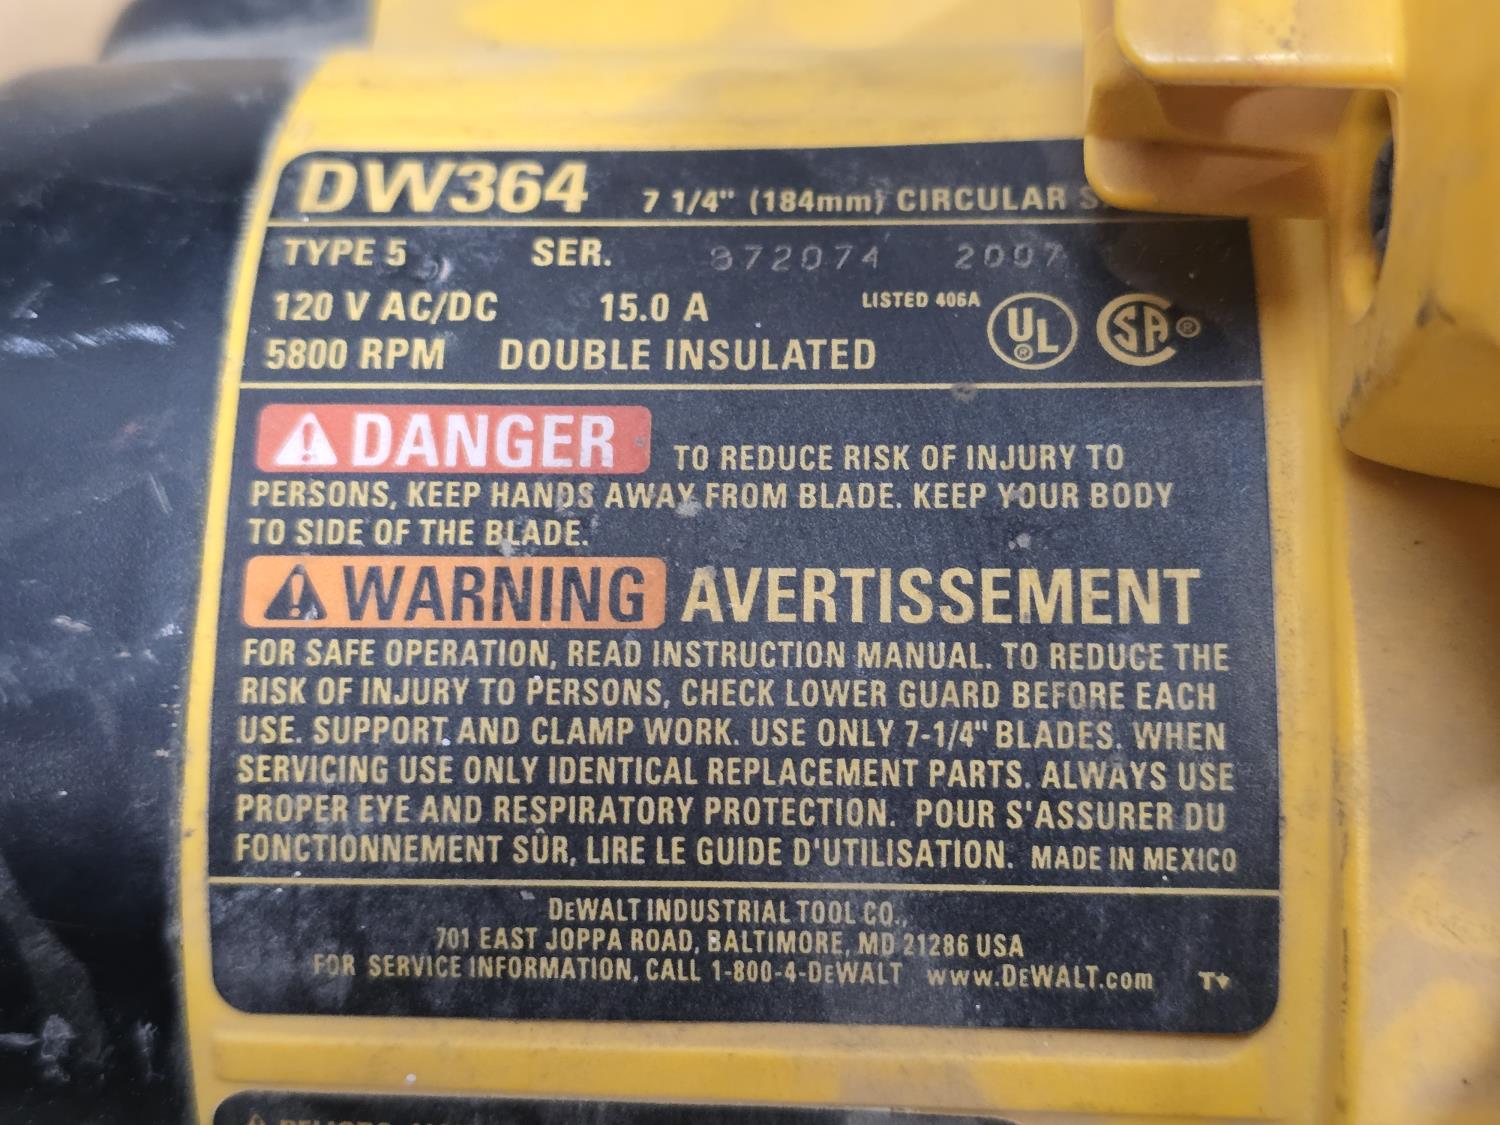 DW364 7 1/4" (184mm) CIRCULAR
TYPE 5 SER. 872074 2007
120 V AC/DC 15.0 A LISTED 406A UL® SA®
5800 RPM DOUBLE INSULATED
DANGER TO REDUCE RISK OF INJURY TO
PERSONS, KEEP HANDS AWAY FROM BLADE. KEEP YOUR BODY
TO SIDE OF THE BLADE.
WARNING AVERTISSEMENT
FOR SAFE OPERATION, READ INSTRUCTION MANUAL. TO REDUCE THE
RISK OF INJURY TO PERSONS, CHECK LOWER GUARD BEFORE EACH
USE. SUPPORT AND CLAMP WORK. USE ONLY 7-1/4" BLADES. WHEN
SERVICING USE ONLY IDENTICAL REPLACEMENT PARTS. ALWAYS USE
PROPER EYE AND RESPIRATORY PROTECTION. POUR S'ASSURER DU
FONCTIONNEMENT SÛR, LIRE LE GUIDE D'UTILISATION. MADE IN MEXICO
DEWALT INDUSTRIAL TOOL CO.,
701 EAST JOPPA ROAD, BALTIMORE, MD 21286 USA
FOR SERVICE INFORMATION, CALL 1-800-4-DEWALT www.DEWALT.com T